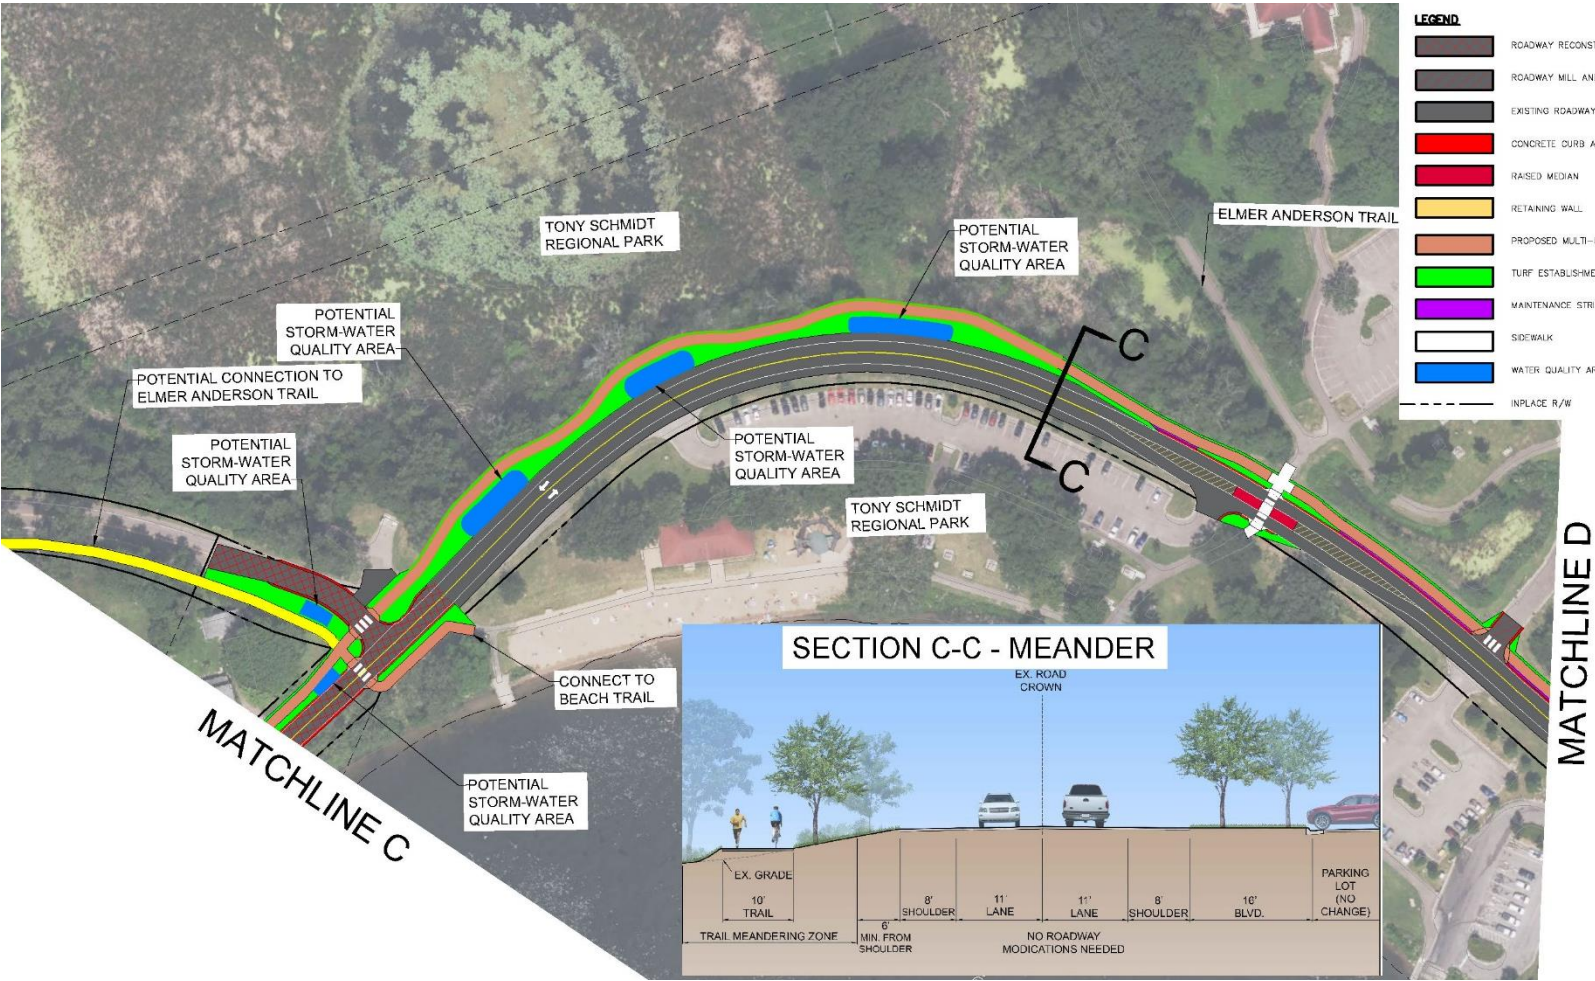 LEGEND
ROADWAY RECONST
ROADWAY MILL AN
EXISTING ROADWAY
CONCRETE CURB A
RAISED MEDIAN
RETAINING WALL
PROPOSED MULTI-
TURF ESTABLISHME
MAINTENANCE STRI
SIDEWALK
WATER QUALITY AR
INPLACE R/W
TONY SCHMIDT
REGIONAL PARK
ELMER ANDERSON TRAIL
POTENTIAL
STORM-WATER
QUALITY AREA
POTENTIAL
STORM-WATER
QUALITY AREA
C
POTENTIAL CONNECTION TO
ELMER ANDERSON TRAIL
POTENTIAL
STORM-WATER
QUALITY AREA
POTENTIAL
STORM-WATER
QUALITY AREA
C
TONY SCHMIDT
REGIONAL PARK
MATCHLINE D
CONNECT TO
BEACH TRAIL
MATCHLINE C
POTENTIAL
STORM-WATER
QUALITY AREA
SECTION C-C - MEANDER
EX. ROAD
CROWN
EX. GRADE
10'
TRAIL
8'
SHOULDER
11'
LANE
11'
LANE
8'
SHOULDER
16'
BLVD.
PARKING
LOT
(NO
CHANGE)
TRAIL MEANDERING ZONE
6'
MIN. FROM
SHOULDER
NO ROADWAY
MODICATIONS NEEDED